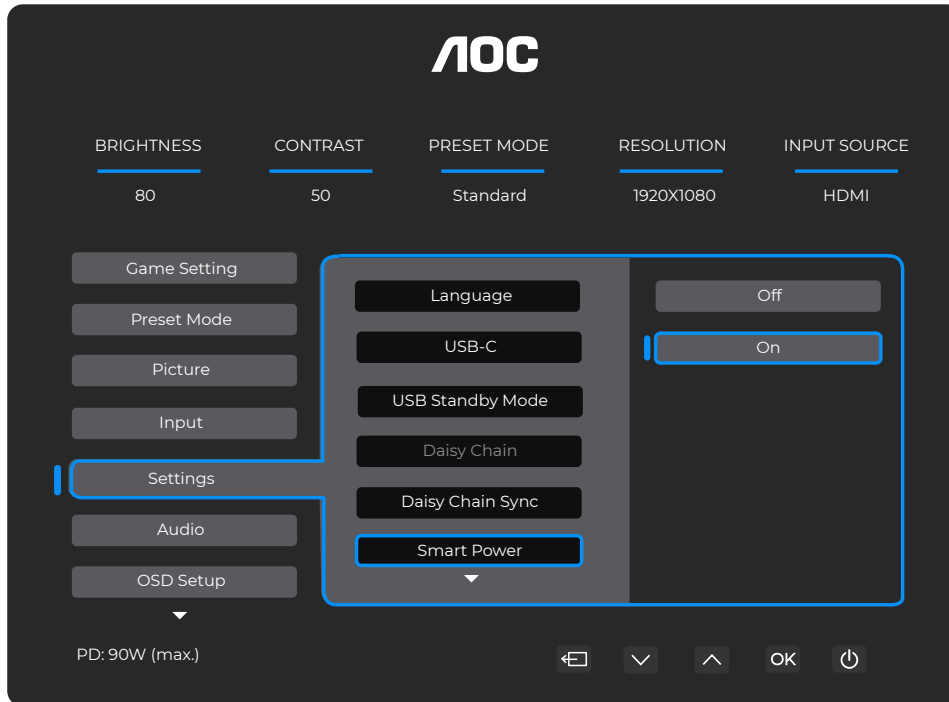 AOC
BRIGHTNESS
CONTRAST
PRESET MODE
RESOLUTION
INPUT SOURCE
80
50
Standard
1920X1080
HDMI
Game Setting
Preset Mode
Picture
Input
Settings
Audio
OSD Setup
Language
USB-C
USB Standby Mode
Daisy Chain
Daisy Chain Sync
Smart Power
Off
On
PD: 90W (max.)
OK